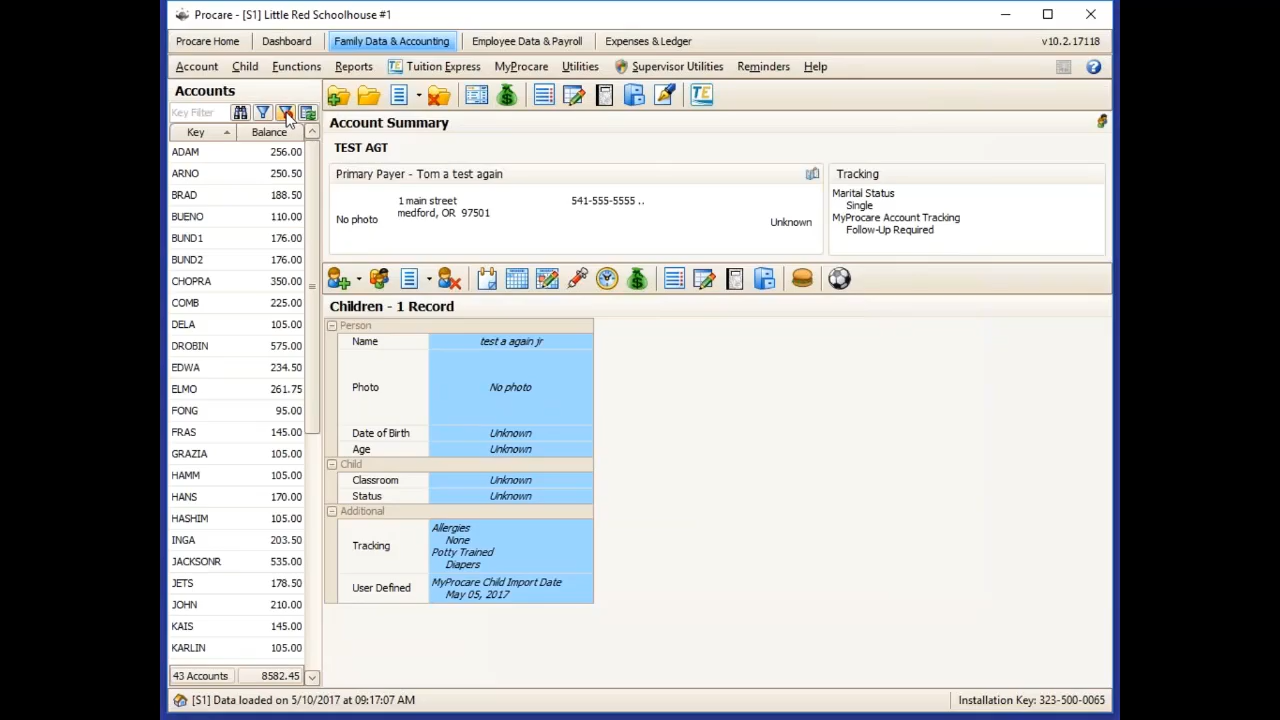 Procare - [S1] Little Red Schoolhouse #1
Procare Home Dashboard Family Data & Accounting Employee Data & Payroll Expenses & Ledger v10.2.17118
Account Child Functions Reports TE Tuition Express MyProcare Utilities Supervisor Utilities Reminders Help ?
Accounts
Key Filter
TE
Key Balance
Account Summary
TEST AGT
Primary Payer - Tom a test again
No photo
1 main street
medford, OR 97501
541-555-5555 ..
Unknown
Tracking
Marital Status
Single
MyProcare Account Tracking
Follow-Up Required
ADAM 256.00
ARNO 250.50
BRAD 188.50
BUENO 110.00
BUND1 176.00
BUND2 176.00
CHOPRA 350.00
COMB 225.00
DELA 105.00
DROBIN 575.00
EDWA 234.50
ELMO 261.75
FONG 95.00
FRAS 145.00
GRAZIA 105.00
HAMM 105.00
HANS 170.00
HASHIM 105.00
INGA 203.50
JACKSONR 535.00
JETS 178.50
JOHN 210.00
KAIS 145.00
KARLIN 105.00
43 Accounts 8582.45
Children - 1 Record
Person
Name test a again jr
Photo No photo
Date of Birth Unknown
Age Unknown
Child
Classroom Unknown
Status Unknown
Additional
Tracking
Allergies
None
Potty Trained
Diapers
User Defined
MyProcare Child Import Date
May 05, 2017
[S1] Data loaded on 5/10/2017 at 09:17:07 AM
Installation Key: 323-500-0065